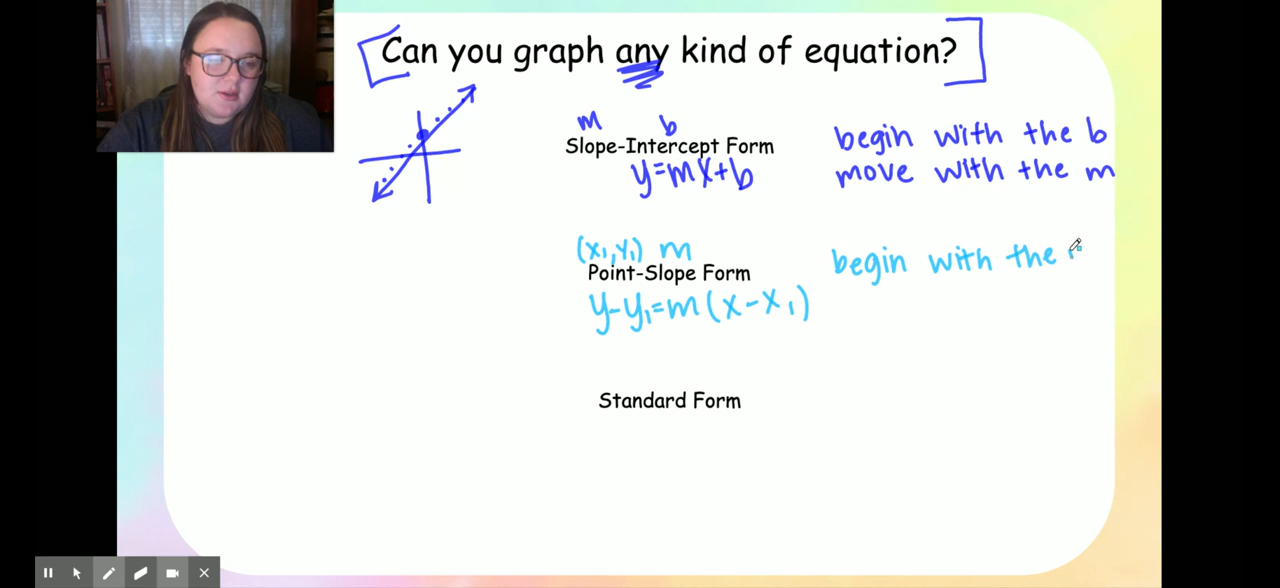 Can you graph any kind of equation?
m b
Slope-Intercept Form
y=mx+b
begin with the b
move with the m
(x₁,y₁) m
Point-Slope Form
y-y₁=m(x-x₁)
begin with the
Standard Form